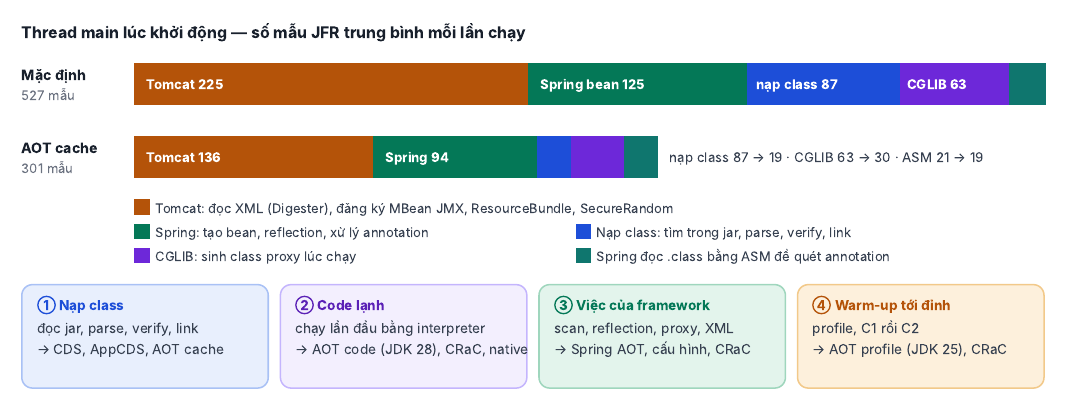 Thread main lúc khởi động — số mẫu JFR trung bình mỗi lần chạy
Mặc định
527 mẫu
Tomcat 225
Spring bean 125
nạp class 87
CGLIB 63
AOT cache
301 mẫu
Tomcat 136
Spring 94
nạp class 87 → 19 · CGLIB 63 → 30 · ASM 21 → 19
Tomcat: đọc XML (Digester), đăng ký MBean JMX, ResourceBundle, SecureRandom
Spring: tạo bean, reflection, xử lý annotation
Nạp class: tìm trong jar, parse, verify, link
CGLIB: sinh class proxy lúc chạy
Spring đọc .class bằng ASM để quét annotation
① Nạp class
đọc jar, parse, verify, link
→ CDS, AppCDS, AOT cache
② Code lạnh
chạy lần đầu bằng interpreter
→ AOT code (JDK 28), CRaC, native
③ Việc của framework
scan, reflection, proxy, XML
→ Spring AOT, cấu hình, CRaC
④ Warm-up tới đỉnh
profile, C1 rồi C2
→ AOT profile (JDK 25), CRaC